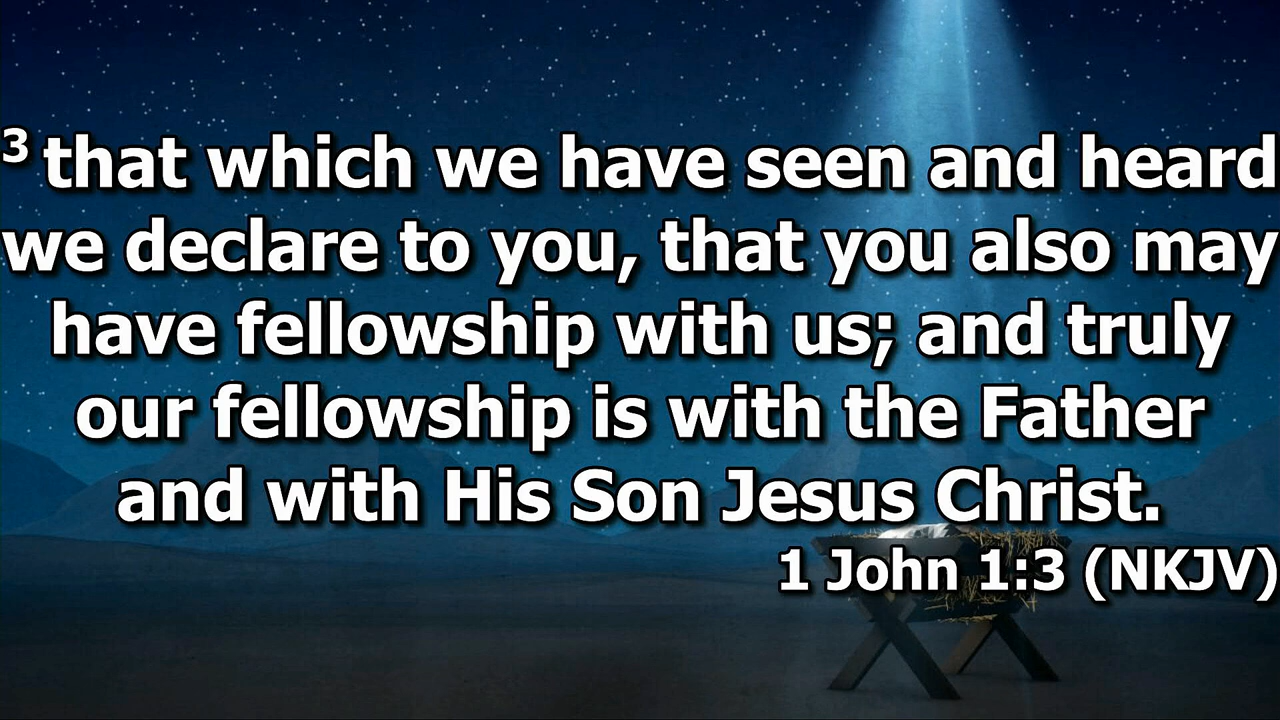 3 that which we have seen and heard
we declare to you, that you also may
have fellowship with us; and truly
our fellowship is with the Father
and with His Son Jesus Christ.
1 John 1:3 (NKJV)